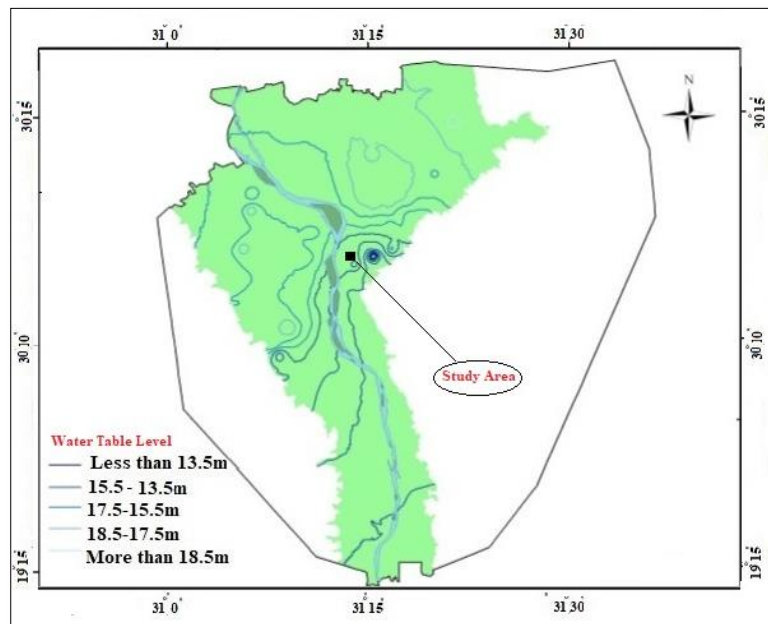 31° 0' 31° 15' 31° 30'
N
30 15
30 15
30 10
30 10
Study Area
Water Table Level
Less than 13.5m
15.5 - 13.5m
17.5-15.5m
18.5-17.5m
More than 18.5m
19 15
19 15
31° 0' 31° 15' 31° 30'